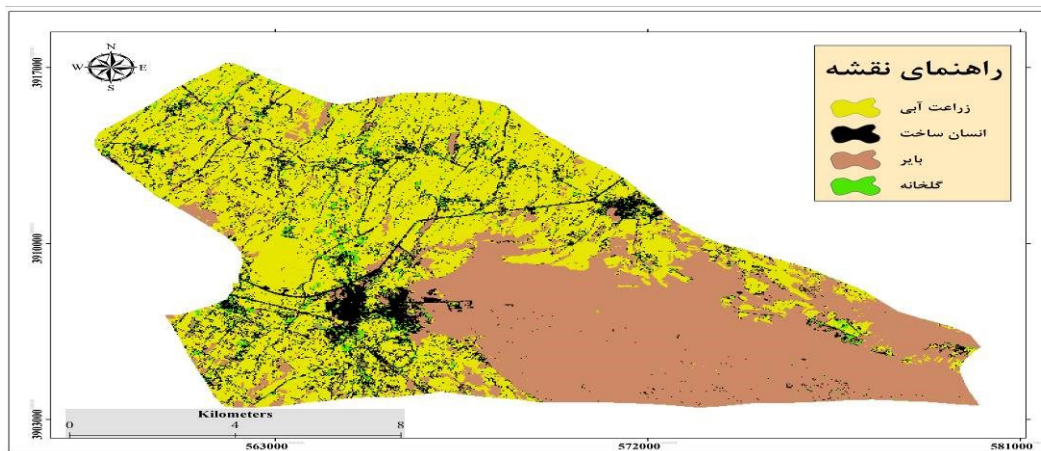 N
W E
S
راهنمای نقشه
زراعت آبی
انسان ساخت
بایر
گلخانه
3917000
3910000
3903000
Kilometers
0 4 8
563000 572000 581000